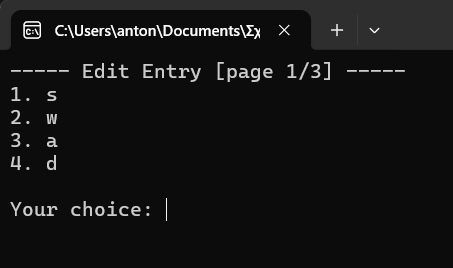 C:\Users\anton\Documents\Σχ
----- Edit Entry [page 1/3] -----
1. s
2. w
3. a
4. d
Your choice: